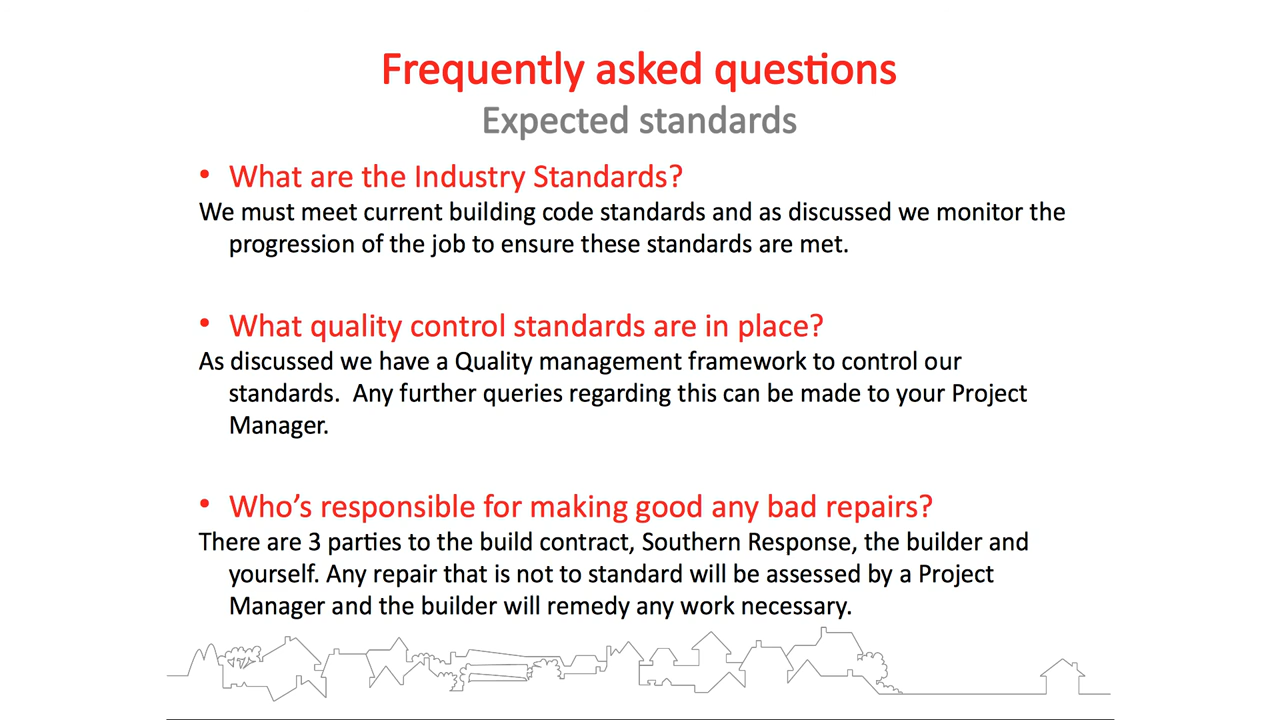 Frequently asked questions
Expected standards
• What are the Industry Standards?
We must meet current building code standards and as discussed we monitor the
progression of the job to ensure these standards are met.
• What quality control standards are in place?
As discussed we have a Quality management framework to control our
standards.  Any further queries regarding this can be made to your Project
Manager.
• Who’s responsible for making good any bad repairs?
There are 3 parties to the build contract, Southern Response, the builder and
yourself. Any repair that is not to standard will be assessed by a Project
Manager and the builder will remedy any work necessary.